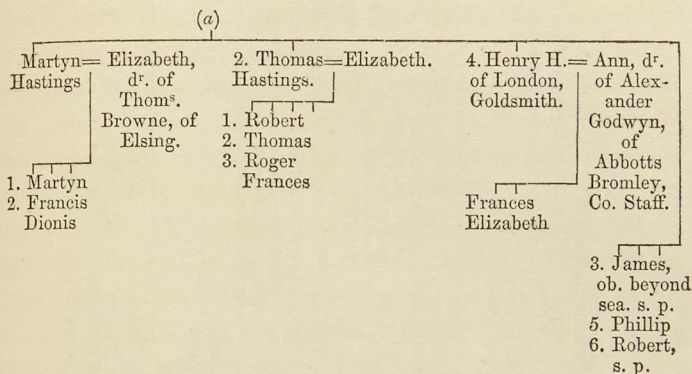 (a)
Martyn= Elizabeth,
Hastings dʳ. of
Thomˢ.
Browne, of
Elsing.
1. Martyn
2. Francis
Dionis
2. Thomas=Elizabeth.
Hastings.
1. Robert
2. Thomas
3. Roger
Frances
4. Henry H.= Ann, dʳ.
of London, of Alex-
Goldsmith. ander
Godwyn,
of
Abbotts
Bromley,
Co. Staff.
Frances
Elizabeth
3. James,
ob. beyond
sea. s. p.
5. Phillip
6. Robert,
s. p.